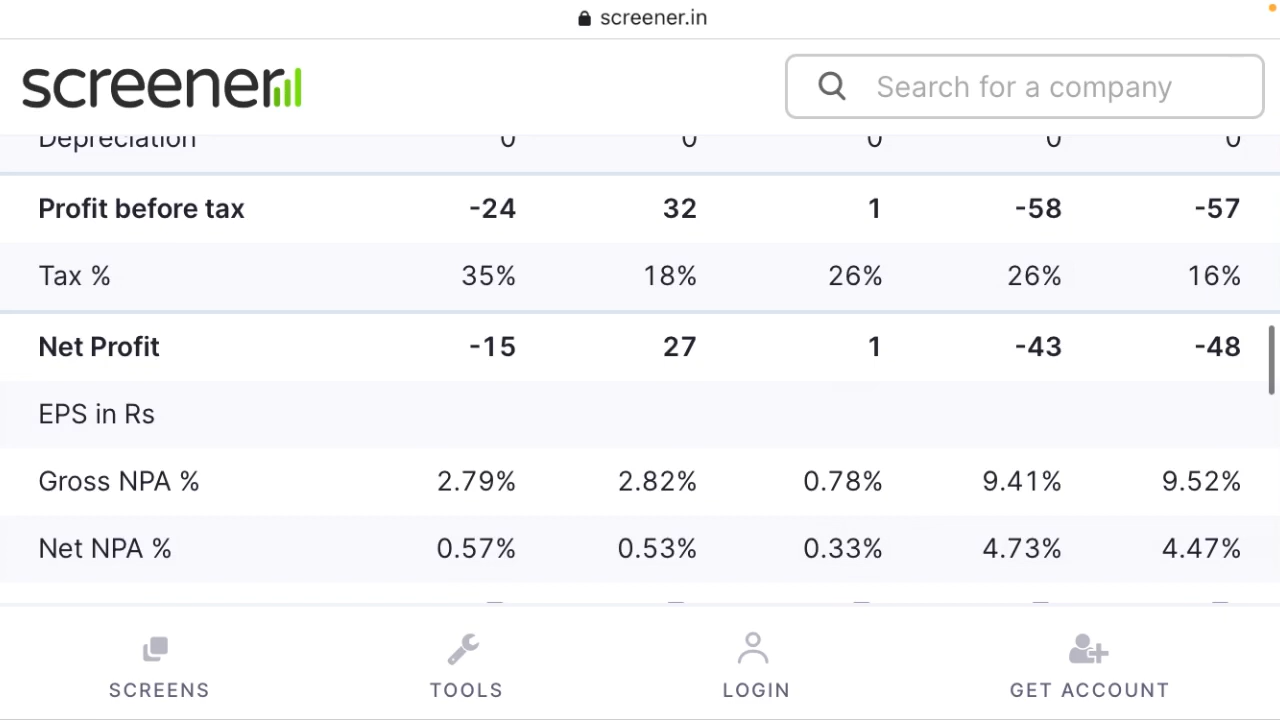 screener.in
screener
Search for a company
Depreciation 0 0 0 0 0
Profit before tax -24 32 1 -58 -57
Tax % 35% 18% 26% 26% 16%
Net Profit -15 27 1 -43 -48
EPS in Rs
Gross NPA % 2.79% 2.82% 0.78% 9.41% 9.52%
Net NPA % 0.57% 0.53% 0.33% 4.73% 4.47%
SCREENS TOOLS LOGIN GET ACCOUNT